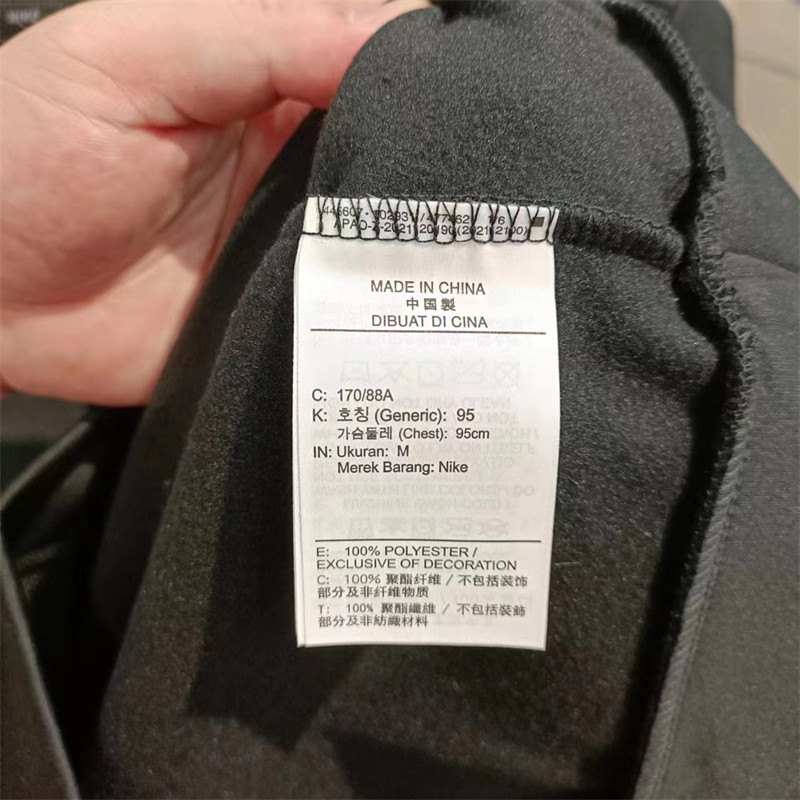 MADE IN CHINA
中国製
DIBUAT DI CINA
C: 170/88A
K: 호칭 (Generic): 95
가슴둘레 (Chest): 95cm
IN: Ukuran: M
Merek Barang: Nike
E: 100% POLYESTER /
EXCLUSIVE OF DECORATION
C: 100% 聚酯纤维 / 不包括装饰
部分及非纤维物质
T: 100% 聚酯纖維 / 不包括裝飾
部分及非紡織材料